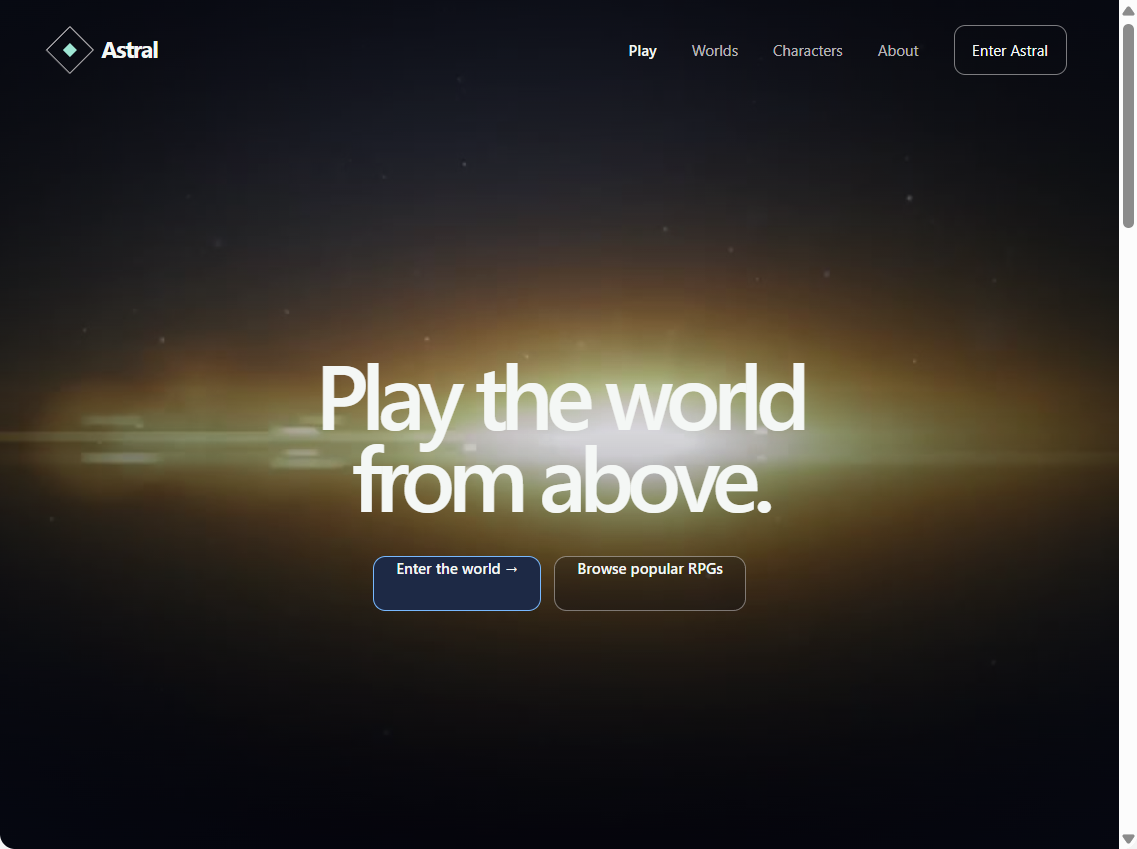 Astral
Play
Worlds
Characters
About
Enter Astral
Play the world
from above.
Enter the world →
Browse popular RPGs